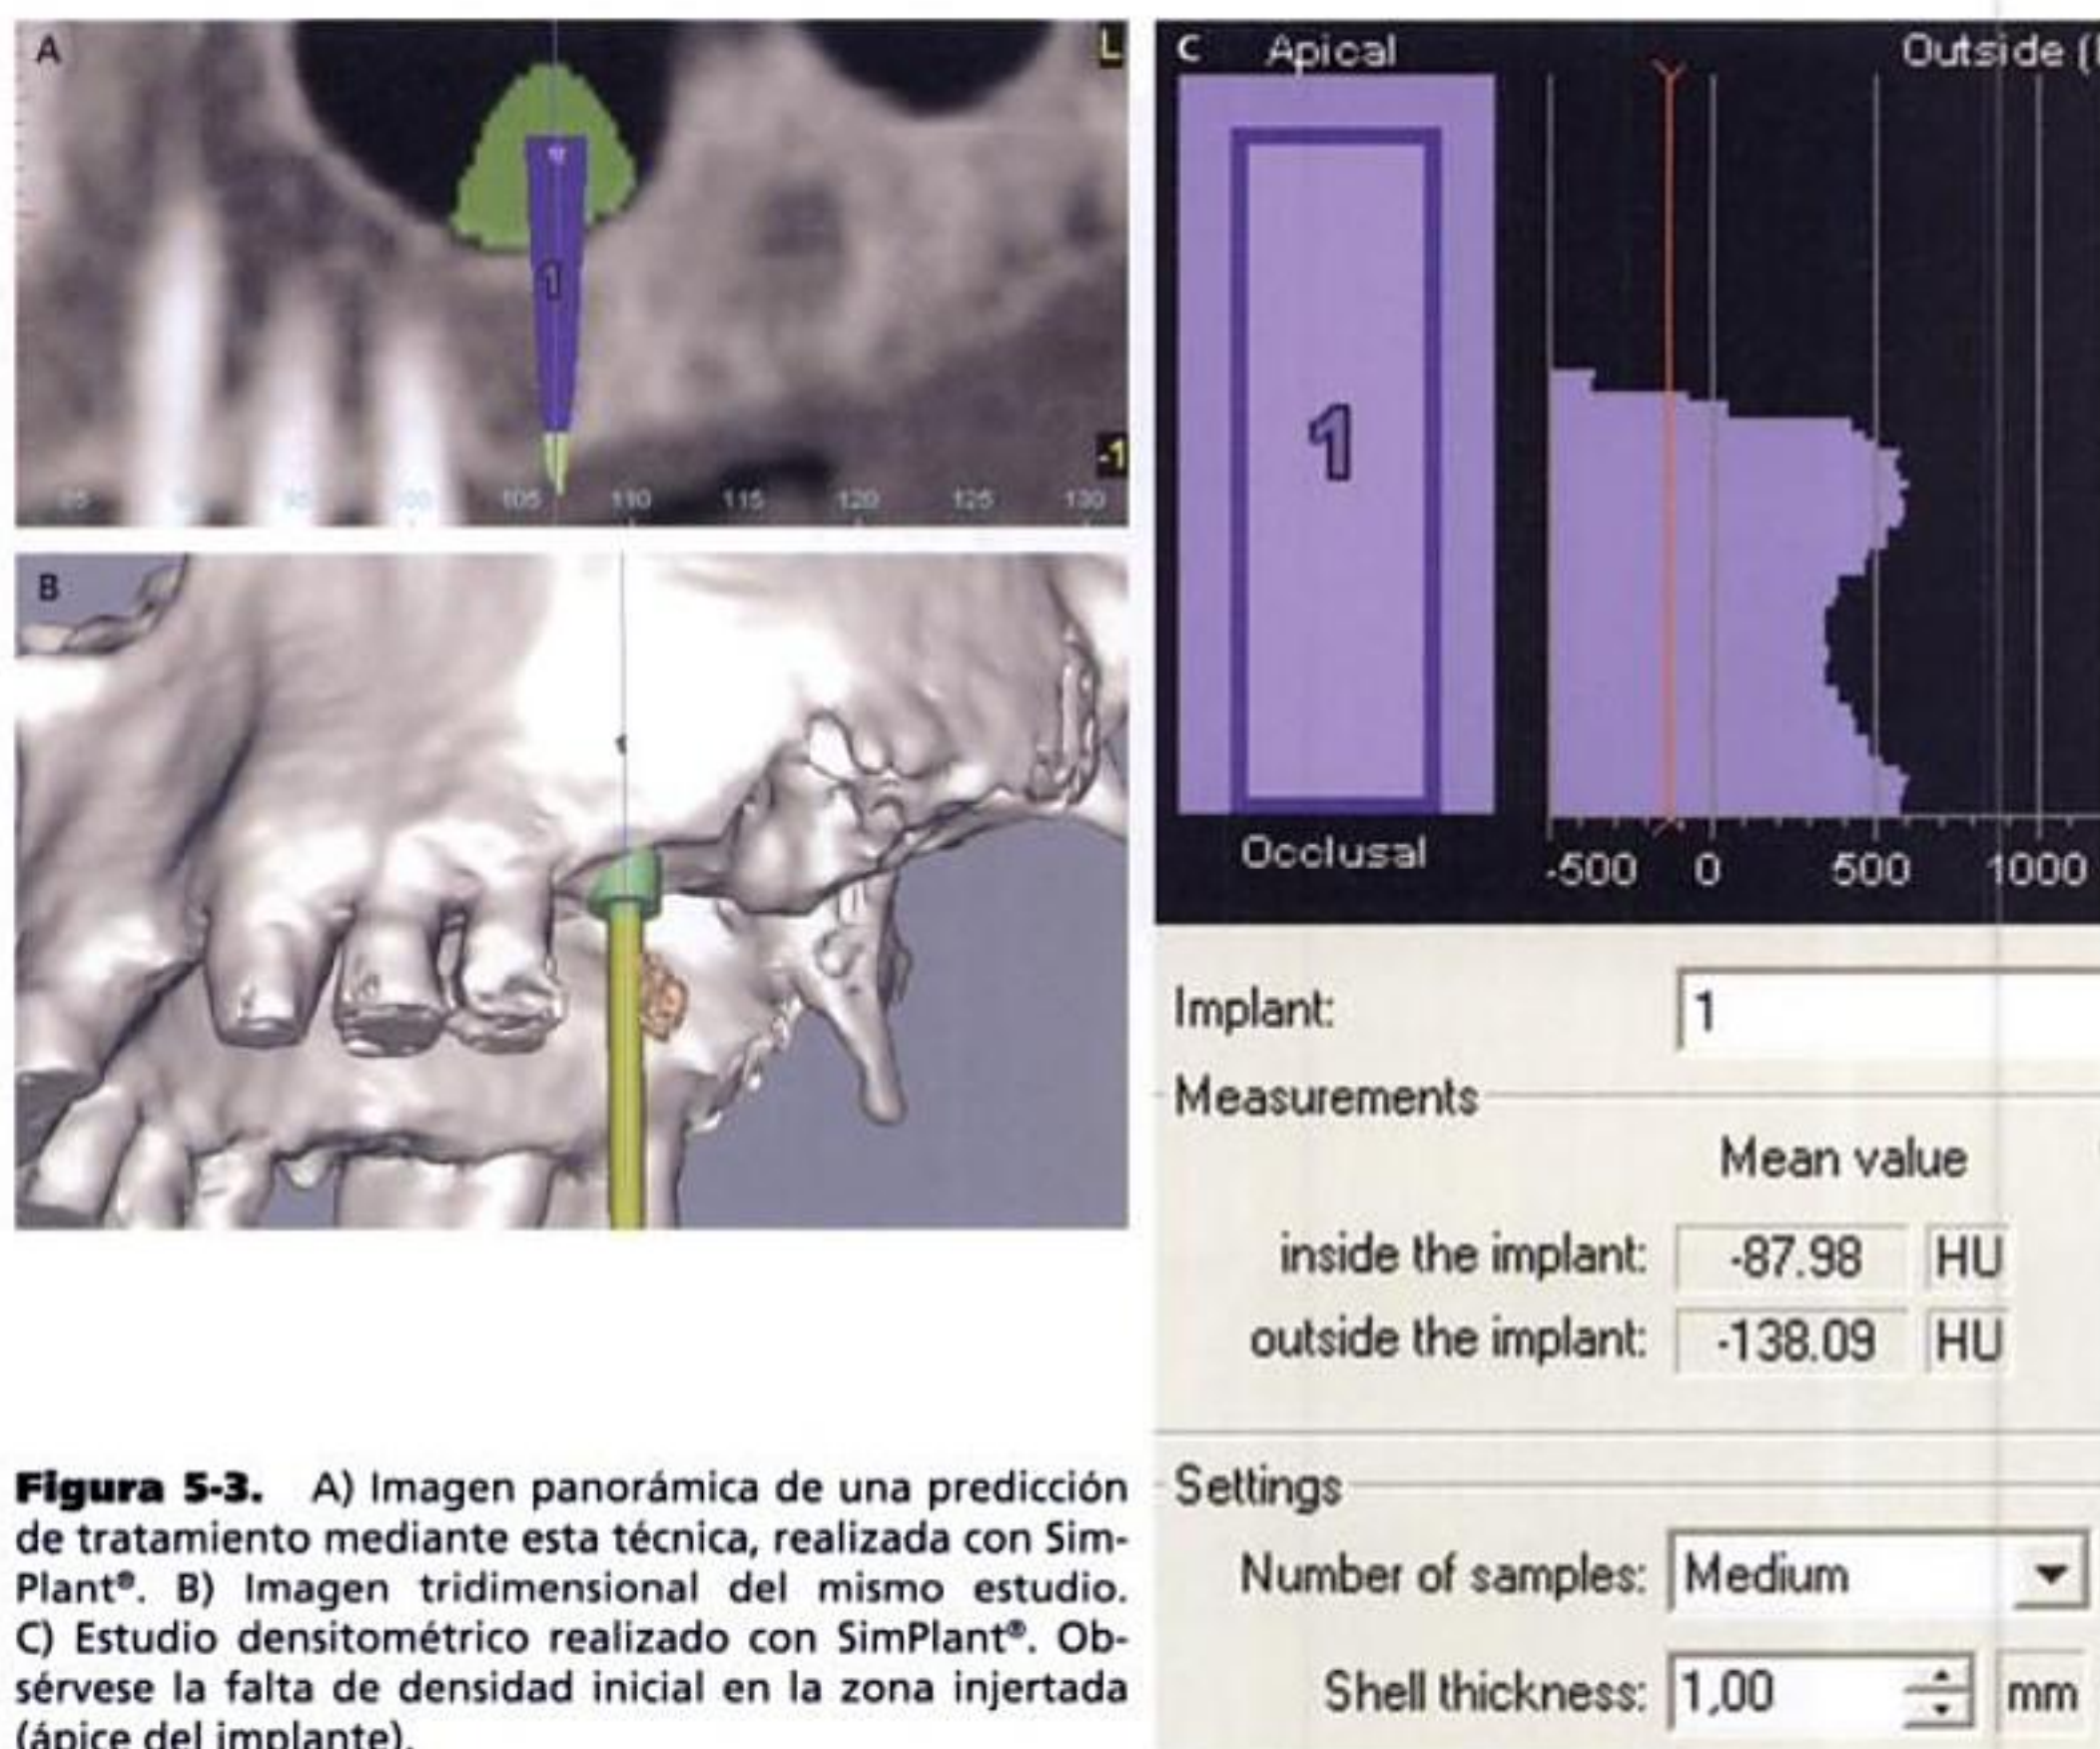 A
L
1
-1
95
100
105
110
115
120
125
130
B
C Apical Outside
1
Occlusal
-500 0 500 1000
Implant: 1
Measurements
Mean value
inside the implant: -87.98 HU
outside the implant: -138.09 HU
Settings
Number of samples: Medium
Shell thickness: 1,00 mm
Figura 5-3. A) Imagen panorámica de una predicción
de tratamiento mediante esta técnica, realizada con Sim-
Plant®. B) Imagen tridimensional del mismo estudio.
C) Estudio densitométrico realizado con SimPlant®. Ob-
sérvese la falta de densidad inicial en la zona injertada
(ápice del implante).